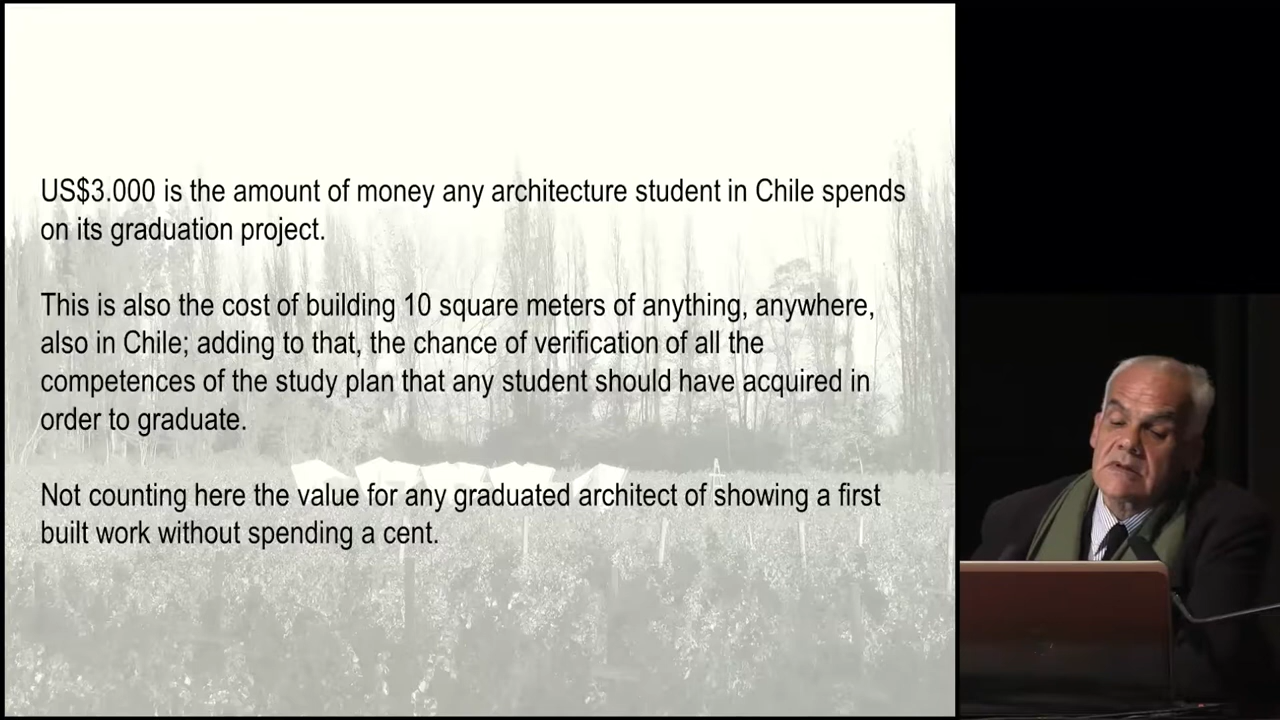 US$3.000 is the amount of money any architecture student in Chile spends
on its graduation project.
This is also the cost of building 10 square meters of anything, anywhere,
also in Chile; adding to that, the chance of verification of all the
competences of the study plan that any student should have acquired in
order to graduate.
Not counting here the value for any graduated architect of showing a first
built work without spending a cent.